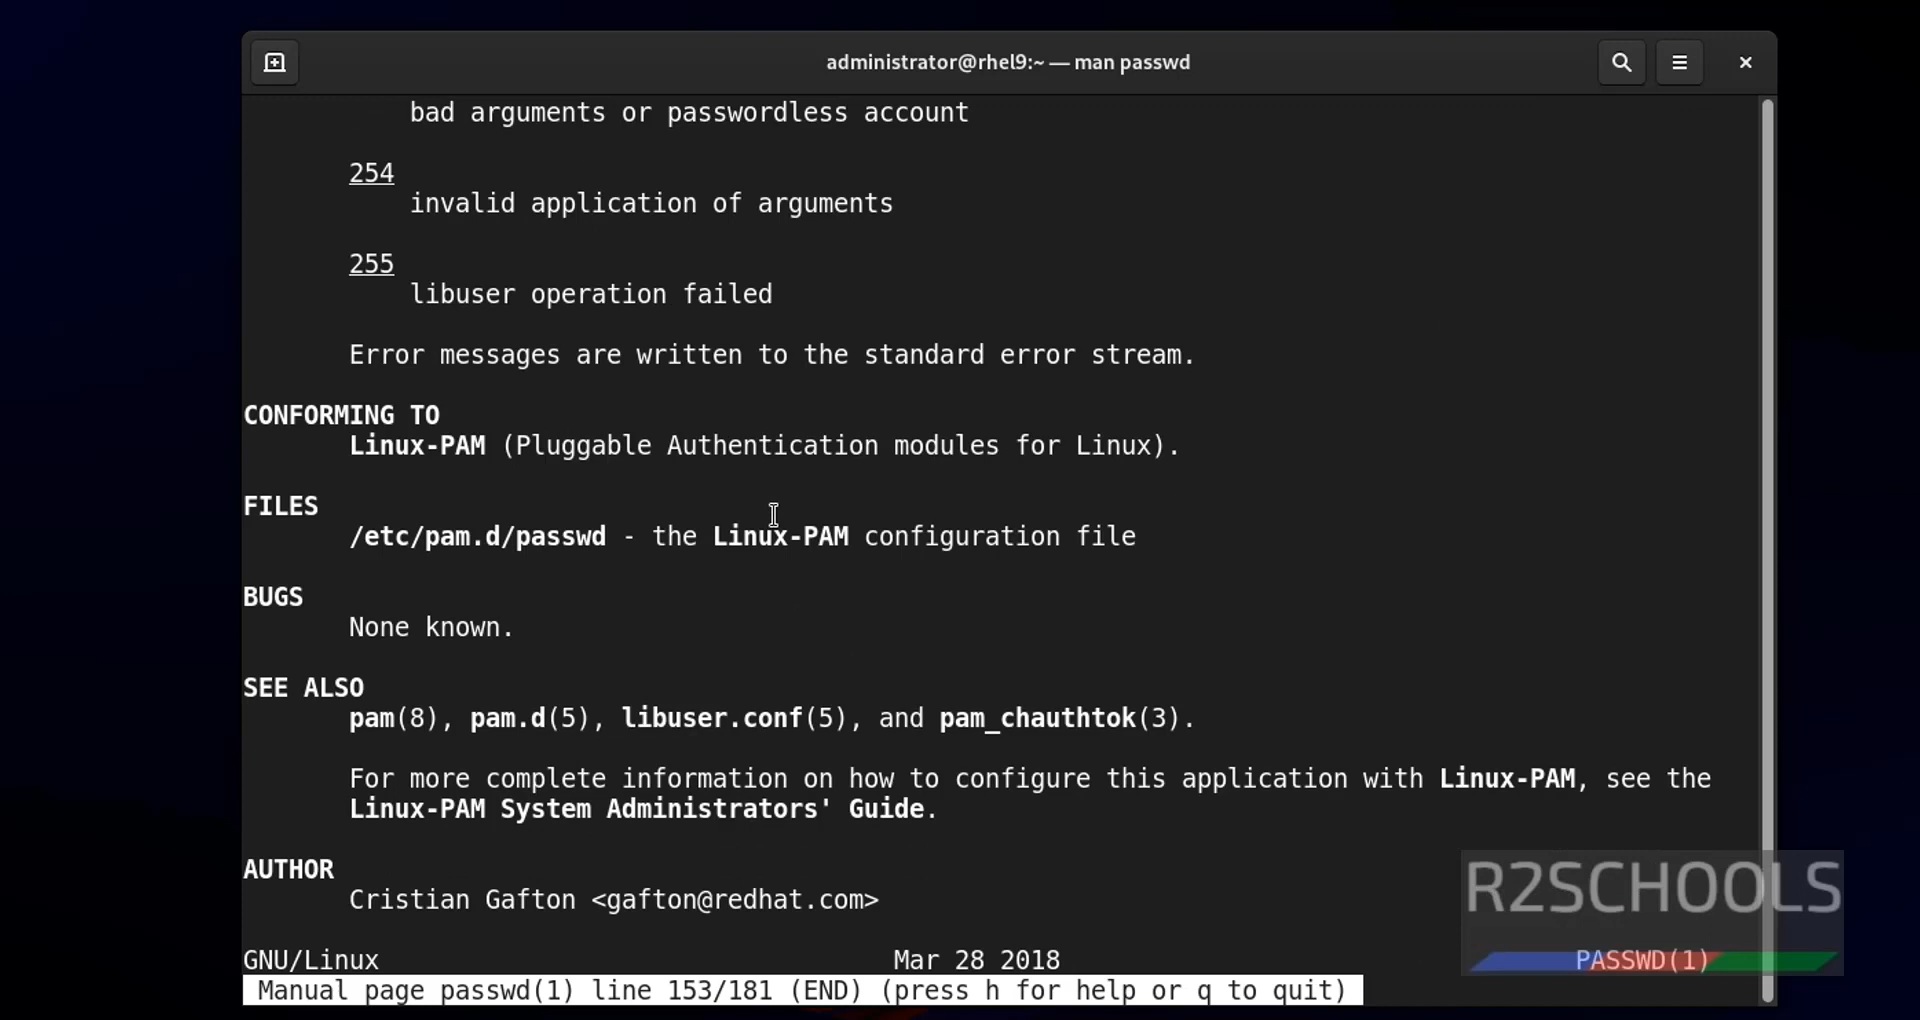 administrator@rhel9:~ — man passwd
bad arguments or passwordless account
254
invalid application of arguments
255
libuser operation failed
Error messages are written to the standard error stream.
CONFORMING TO
Linux-PAM (Pluggable Authentication modules for Linux).
FILES
/etc/pam.d/passwd - the Linux-PAM configuration file
BUGS
None known.
SEE ALSO
pam(8), pam.d(5), libuser.conf(5), and pam_chauthtok(3).
For more complete information on how to configure this application with Linux-PAM, see the
Linux-PAM System Administrators' Guide.
AUTHOR
Cristian Gafton <gafton@redhat.com>
R2SCHOOLS
GNU/Linux Mar 28 2018 PASSWD(1)
Manual page passwd(1) line 153/181 (END) (press h for help or q to quit)